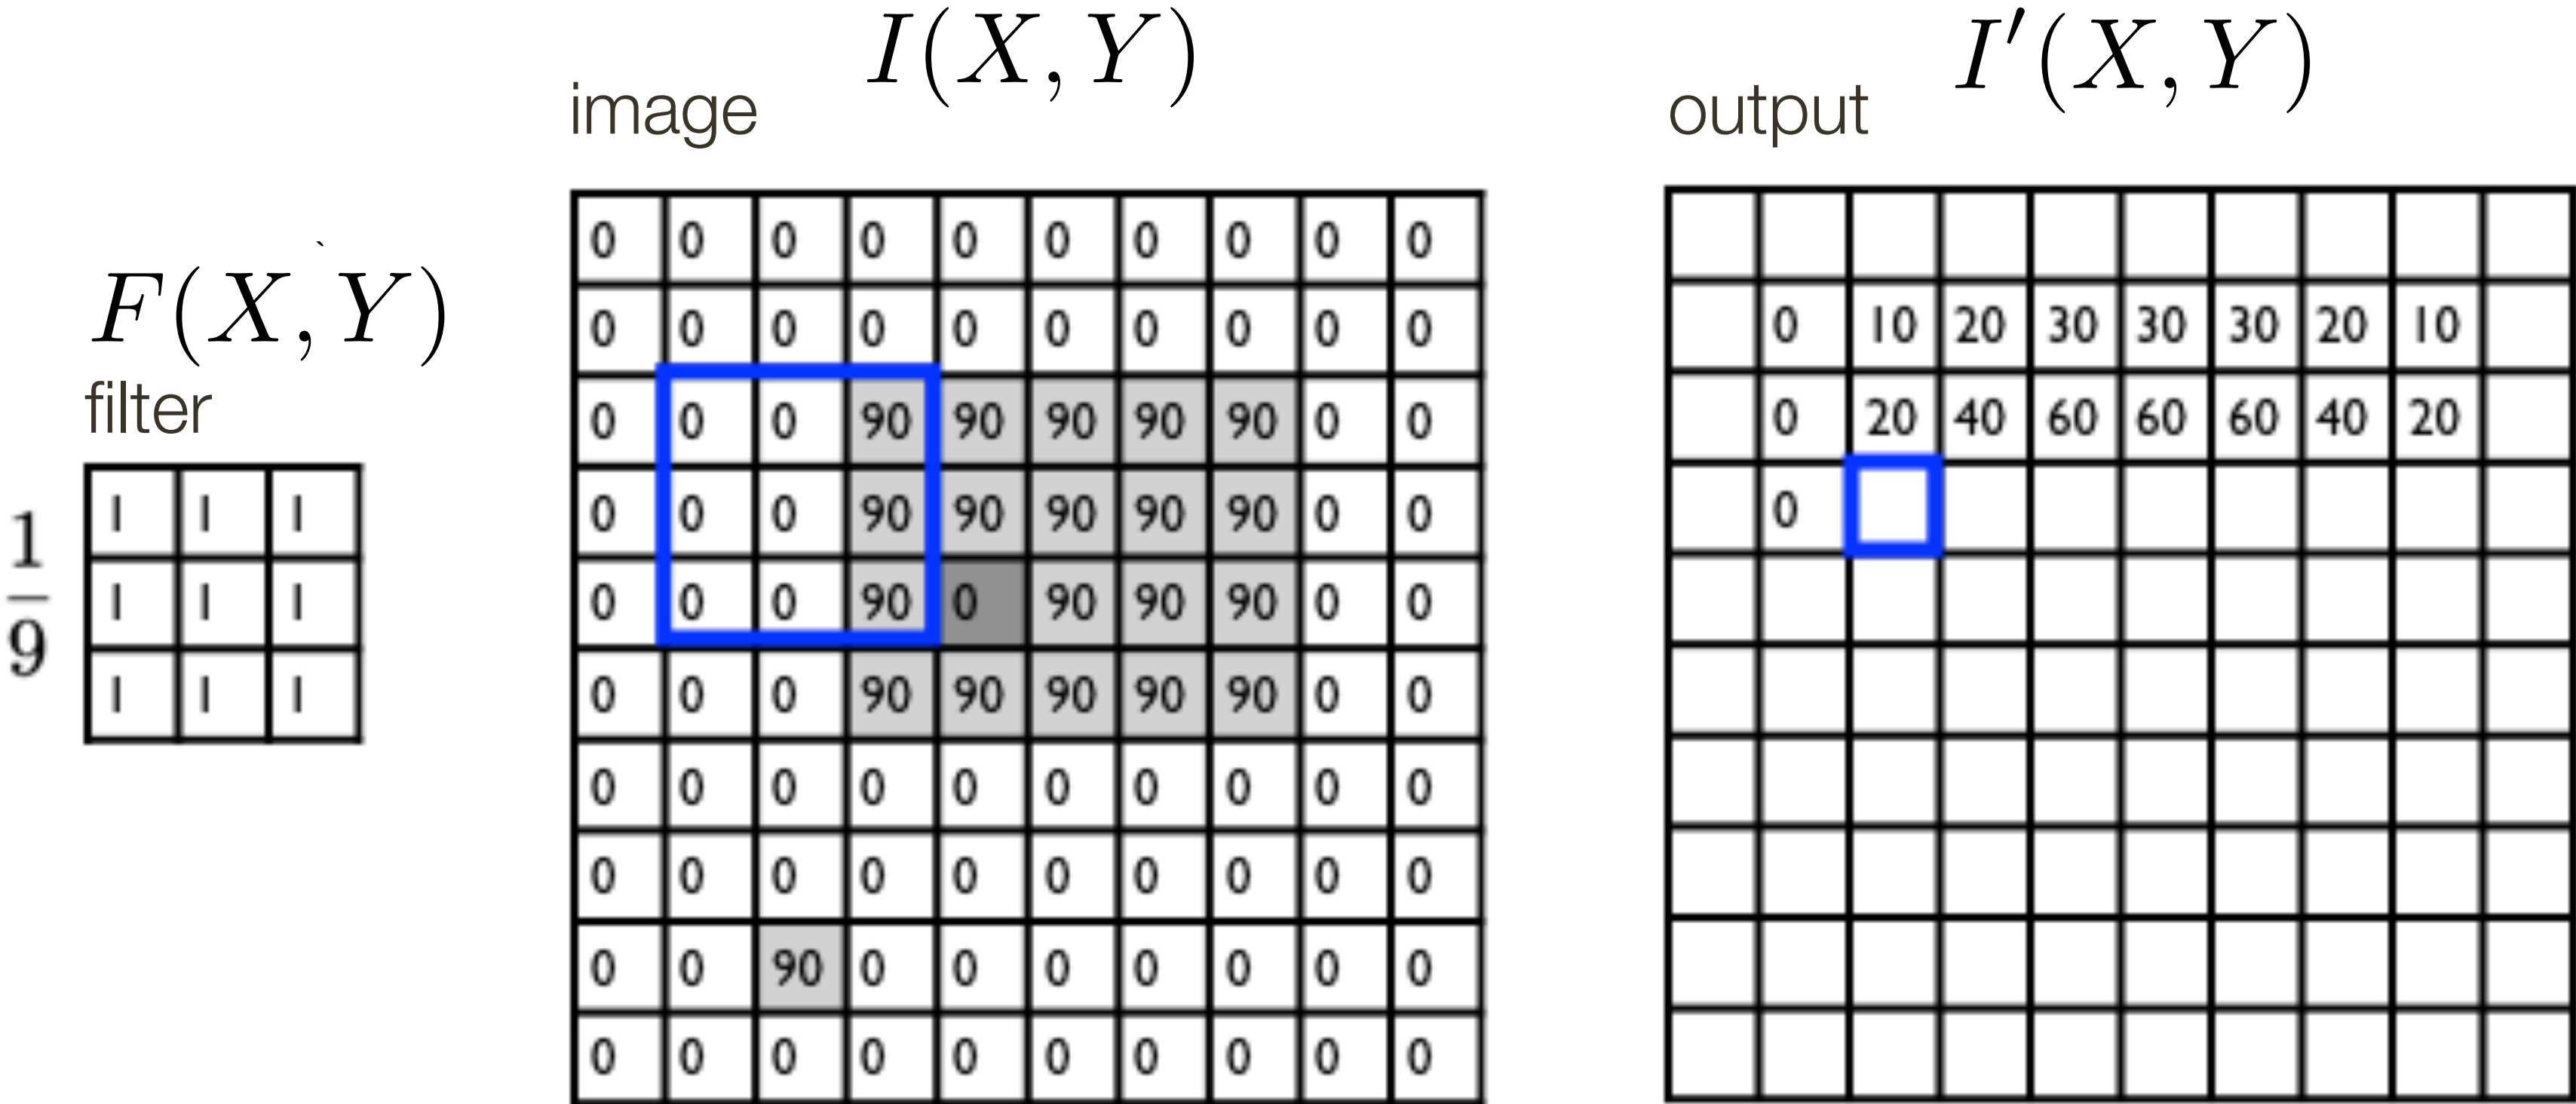 I(X, Y)
image
I′(X, Y)
output
F(X, Y)
filter
1/9
1 1 1
1 1 1
1 1 1
0 0 0 0 0 0 0 0 0 0
0 0 0 0 0 0 0 0 0 0
0 0 0 90 90 90 90 90 0 0
0 0 0 90 90 90 90 90 0 0
0 0 0 90 0 90 90 90 0 0
0 0 0 90 90 90 90 90 0 0
0 0 0 0 0 0 0 0 0 0
0 0 0 0 0 0 0 0 0 0
0 0 90 0 0 0 0 0 0 0
0 0 0 0 0 0 0 0 0 0
0 10 20 30 30 30 20 10
0 20 40 60 60 60 40 20
0